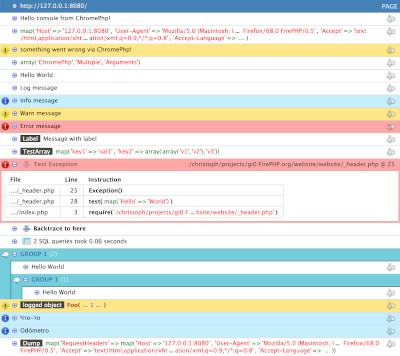 http://127.0.0.1:8080/ PAGE
Hello console from ChromePhp!
map('Host' => '127.0.0.1:8080', 'User-Agent' => 'Mozilla/5.0 (Macintosh; I... Firefox/68.0 FirePHP/0.5', 'Accept' => 'text
/html,application/xht ... ation/xml;q=0.9,*/*;q=0.8', 'Accept-Language' => ... )
something went wrong via ChromePhp!
array('ChromePhp','Multiple', 'Arguments')
Hello World
Log message
Info message
Warn message
Error message
Label Message with label
TestArray map('key1' => 'val1', 'key2' => array(array('v1','v2'),'v3'))
Test Exception /christoph/projects/gi0.FirePHP.org/website/website/_header.php @ 25
File Line Instruction
.../_header.php 25 Exception()
.../_header.php 28 test( map('Hello' => 'World') )
.../index.php 3 require( '/christoph/projects/gi0.F ... bsite/website/_header.php' )
Backtrace to here
2 SQL queries took 0.06 seconds
GROUP 1
Hello World
GROUP 1
Hello World
logged object Foo( ... 1 ... )
Что-то
Odômetro
Dump map('RequestHeaders' => map('Host' => '127.0.0.1:8080', 'User-Agent' => 'Mozilla/5.0 (Macintosh; I... Firefox/68.0
FirePHP/0.5', 'Accept' => 'text/html,application/xht ... ation/xml;q=0.9,*/*;q=0.8', 'Accept-Language' => ... )